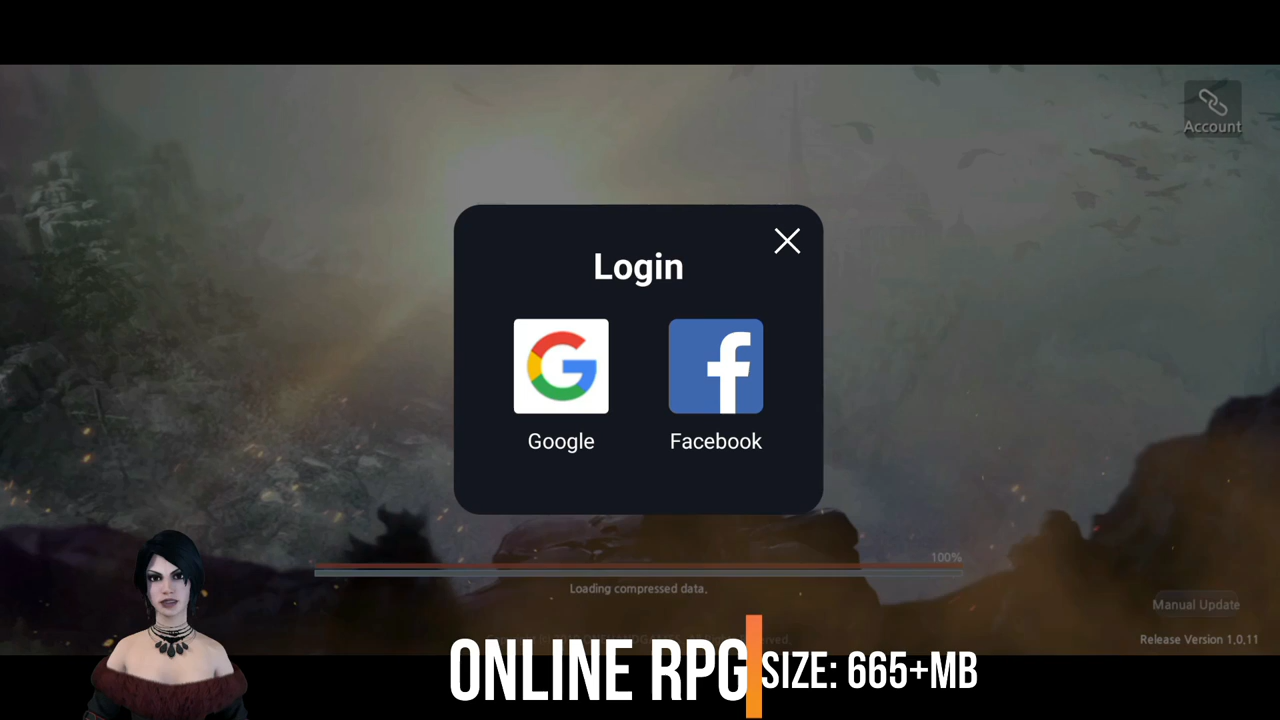 Account
Login
Google
Facebook
100%
Loading compressed data.
Manual Update
Release Version 1.0.11
ONLINE RPG
SIZE: 665+MB